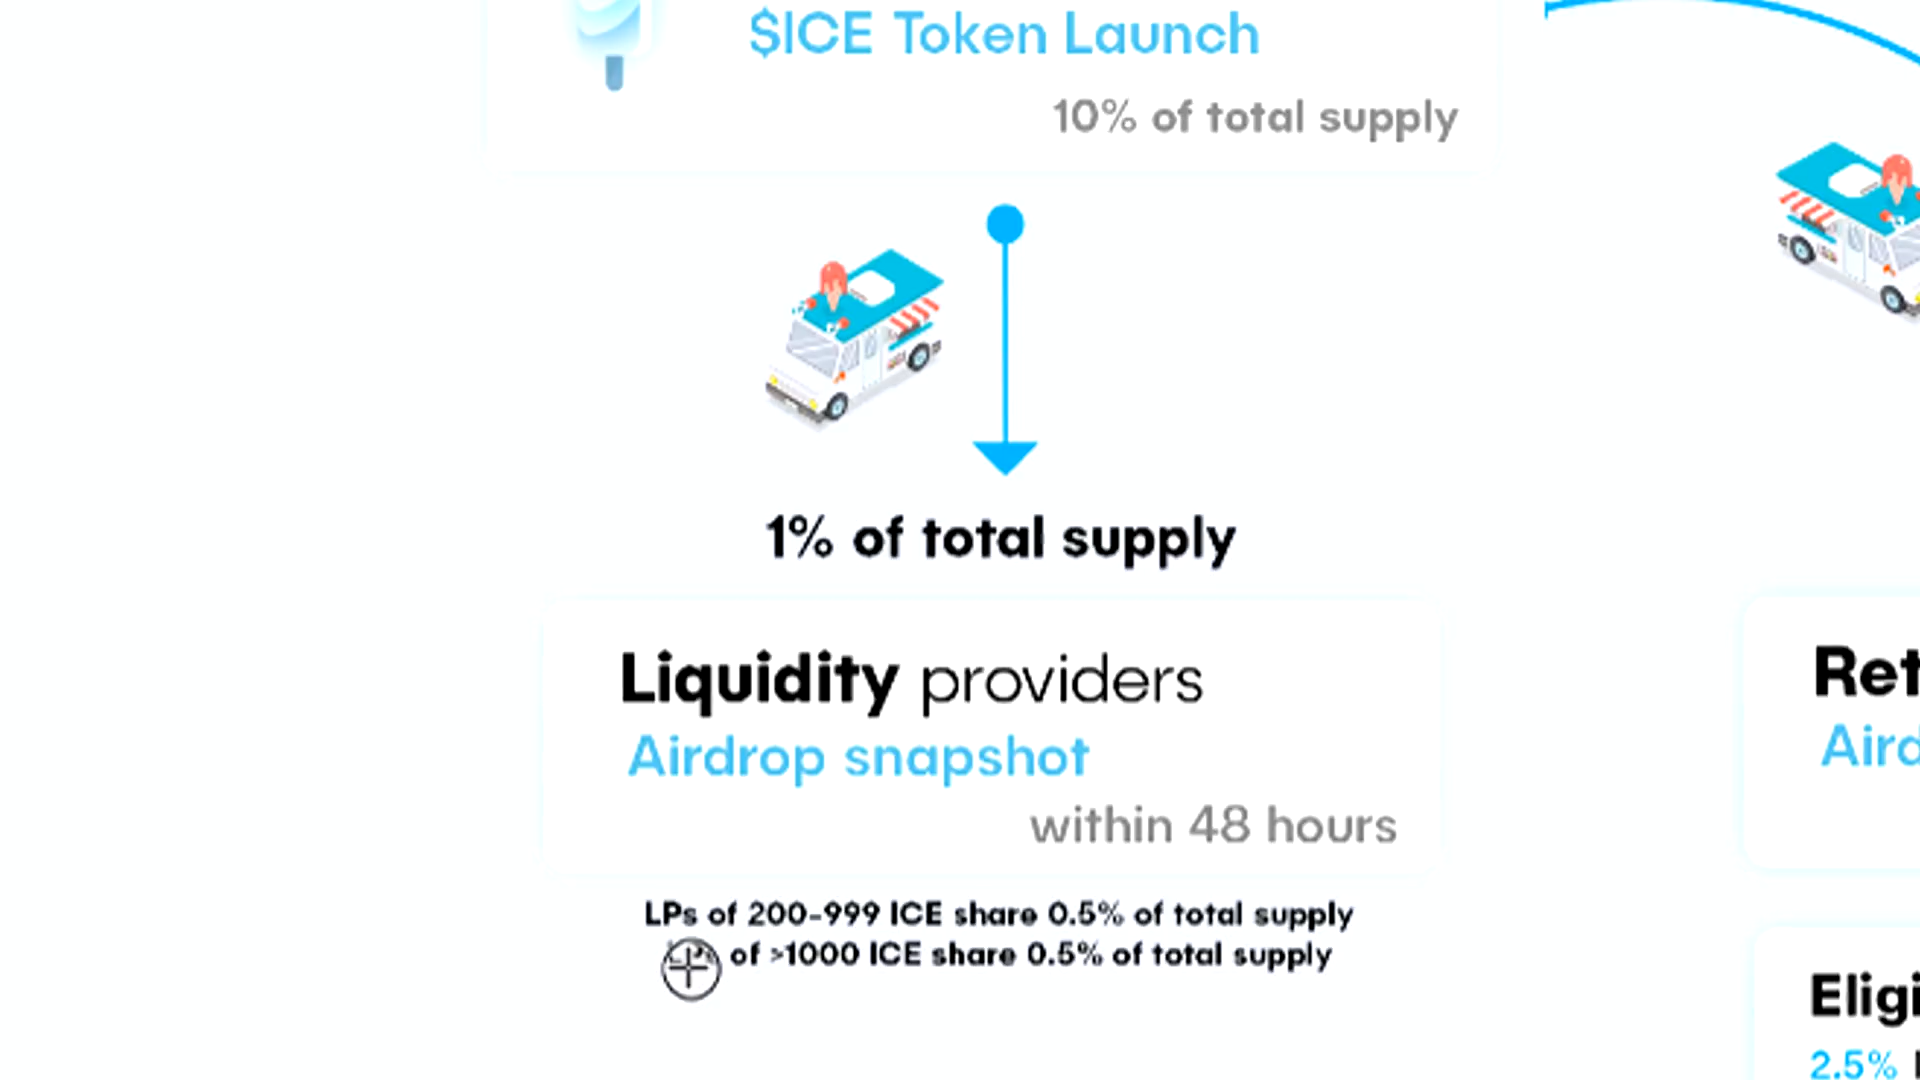 $ICE Token Launch
10% of total supply
1% of total supply
Liquidity providers
Airdrop snapshot
within 48 hours
LPs of 200-999 ICE share 0.5% of total supply
of >1000 ICE share 0.5% of total supply
Ret
Aird
Eligi
2.5%